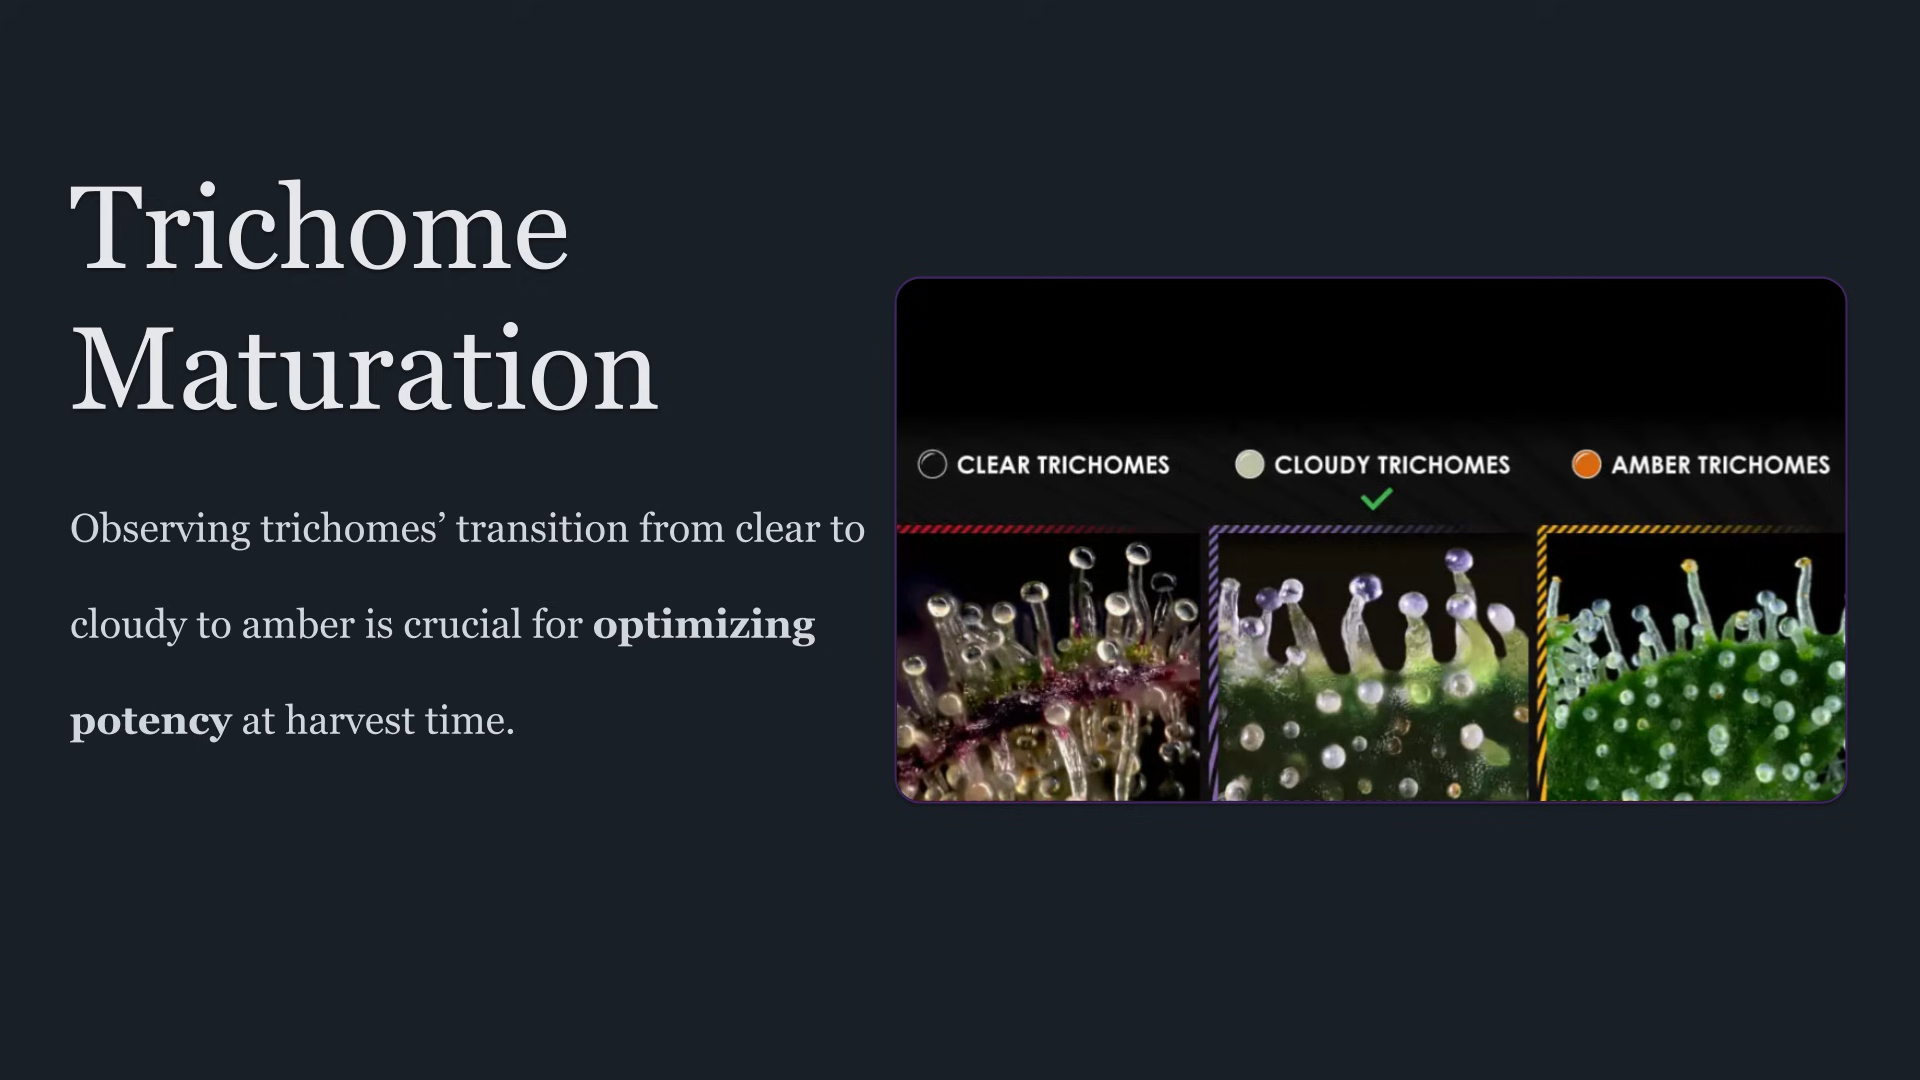 Trichome
Maturation
Observing trichomes’ transition from clear to
cloudy to amber is crucial for optimizing
potency at harvest time.
CLEAR TRICHOMES
CLOUDY TRICHOMES
AMBER TRICHOMES